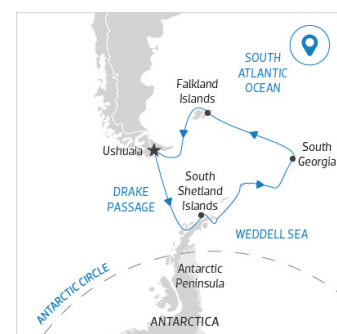 SOUTH
ATLANTIC
OCEAN
Falkland
Islands
Ushuaia
South
Georgia
South
Shetland
Islands
DRAKE
PASSAGE
WEDDELL SEA
Antarctic
Peninsula
ANTARCTIC CIRCLE
ANTARCTICA